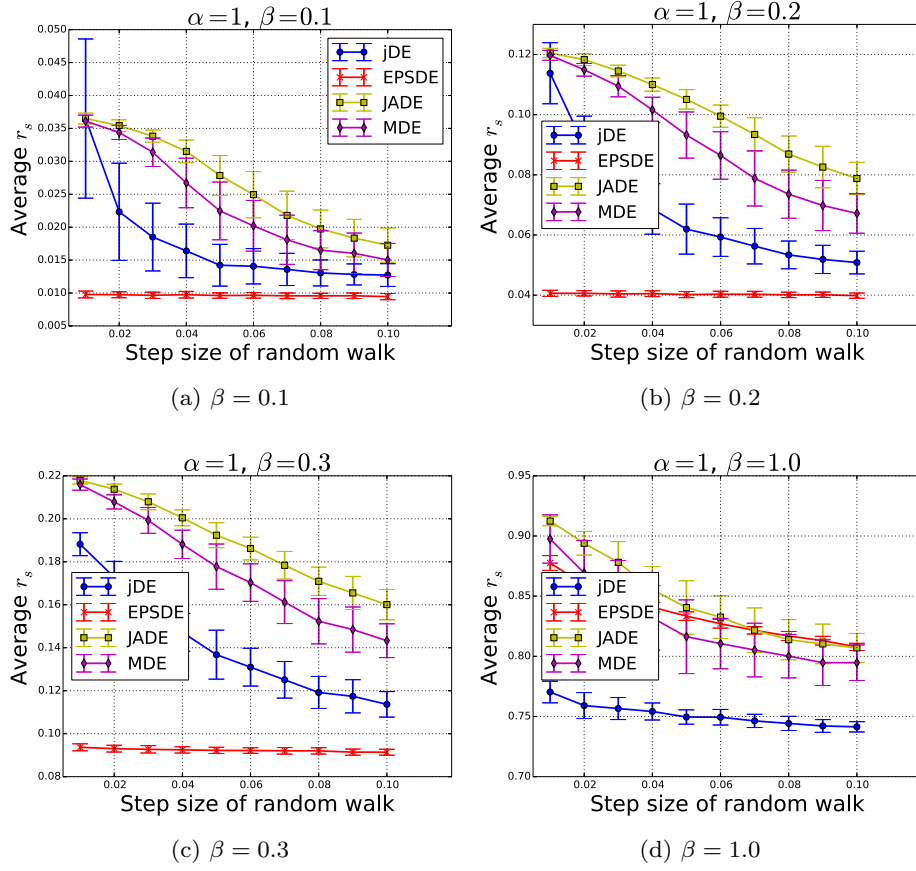 α=1, β=0.1
0.050
0.045
0.040
0.035
0.030
0.025
0.020
0.015
0.010
0.005
Average r_s
jDE
EPSDE
JADE
MDE
0.02 0.04 0.06 0.08 0.10
Step size of random walk
(a) β = 0.1
α=1, β=0.2
0.12
0.10
0.08
0.06
0.04
Average r_s
jDE
EPSDE
JADE
MDE
0.02 0.04 0.06 0.08 0.10
Step size of random walk
(b) β = 0.2
α=1, β=0.3
0.22
0.20
0.18
0.16
0.14
0.12
0.10
0.08
Average r_s
jDE
EPSDE
JADE
MDE
0.02 0.04 0.06 0.08 0.10
Step size of random walk
(c) β = 0.3
α=1, β=1.0
0.95
0.90
0.85
0.80
0.75
0.70
Average r_s
jDE
EPSDE
JADE
MDE
0.02 0.04 0.06 0.08 0.10
Step size of random walk
(d) β = 1.0